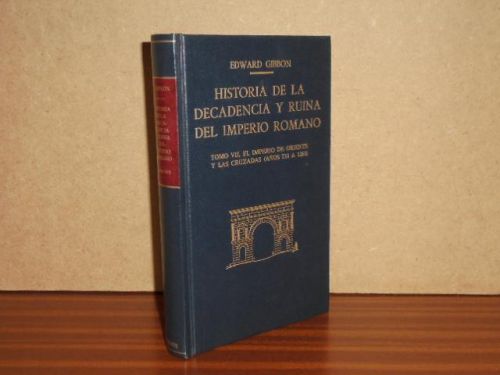 EDWARD GIBBON
HISTORIA DE LA
DECADENCIA Y RUINA
DEL IMPERIO ROMANO
TOMO VII. EL IMPERIO DE ORIENTE
Y LAS CRUZADAS